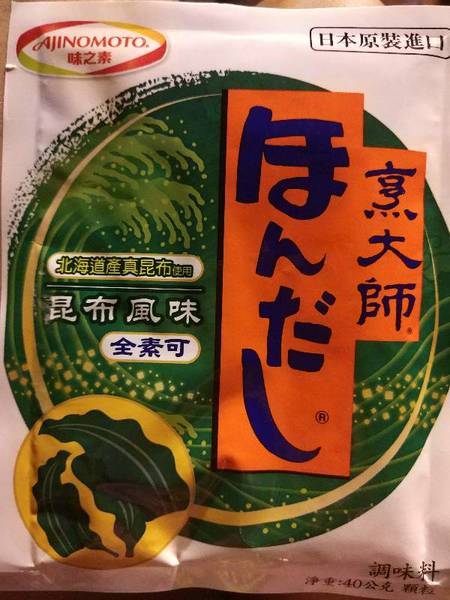 AJINOMOTO®
味之素
日本原裝進口
ほんだし®
烹大師®
北海道產真昆布使用
昆布風味
全素可
調味料
淨重:40公克 顆粒